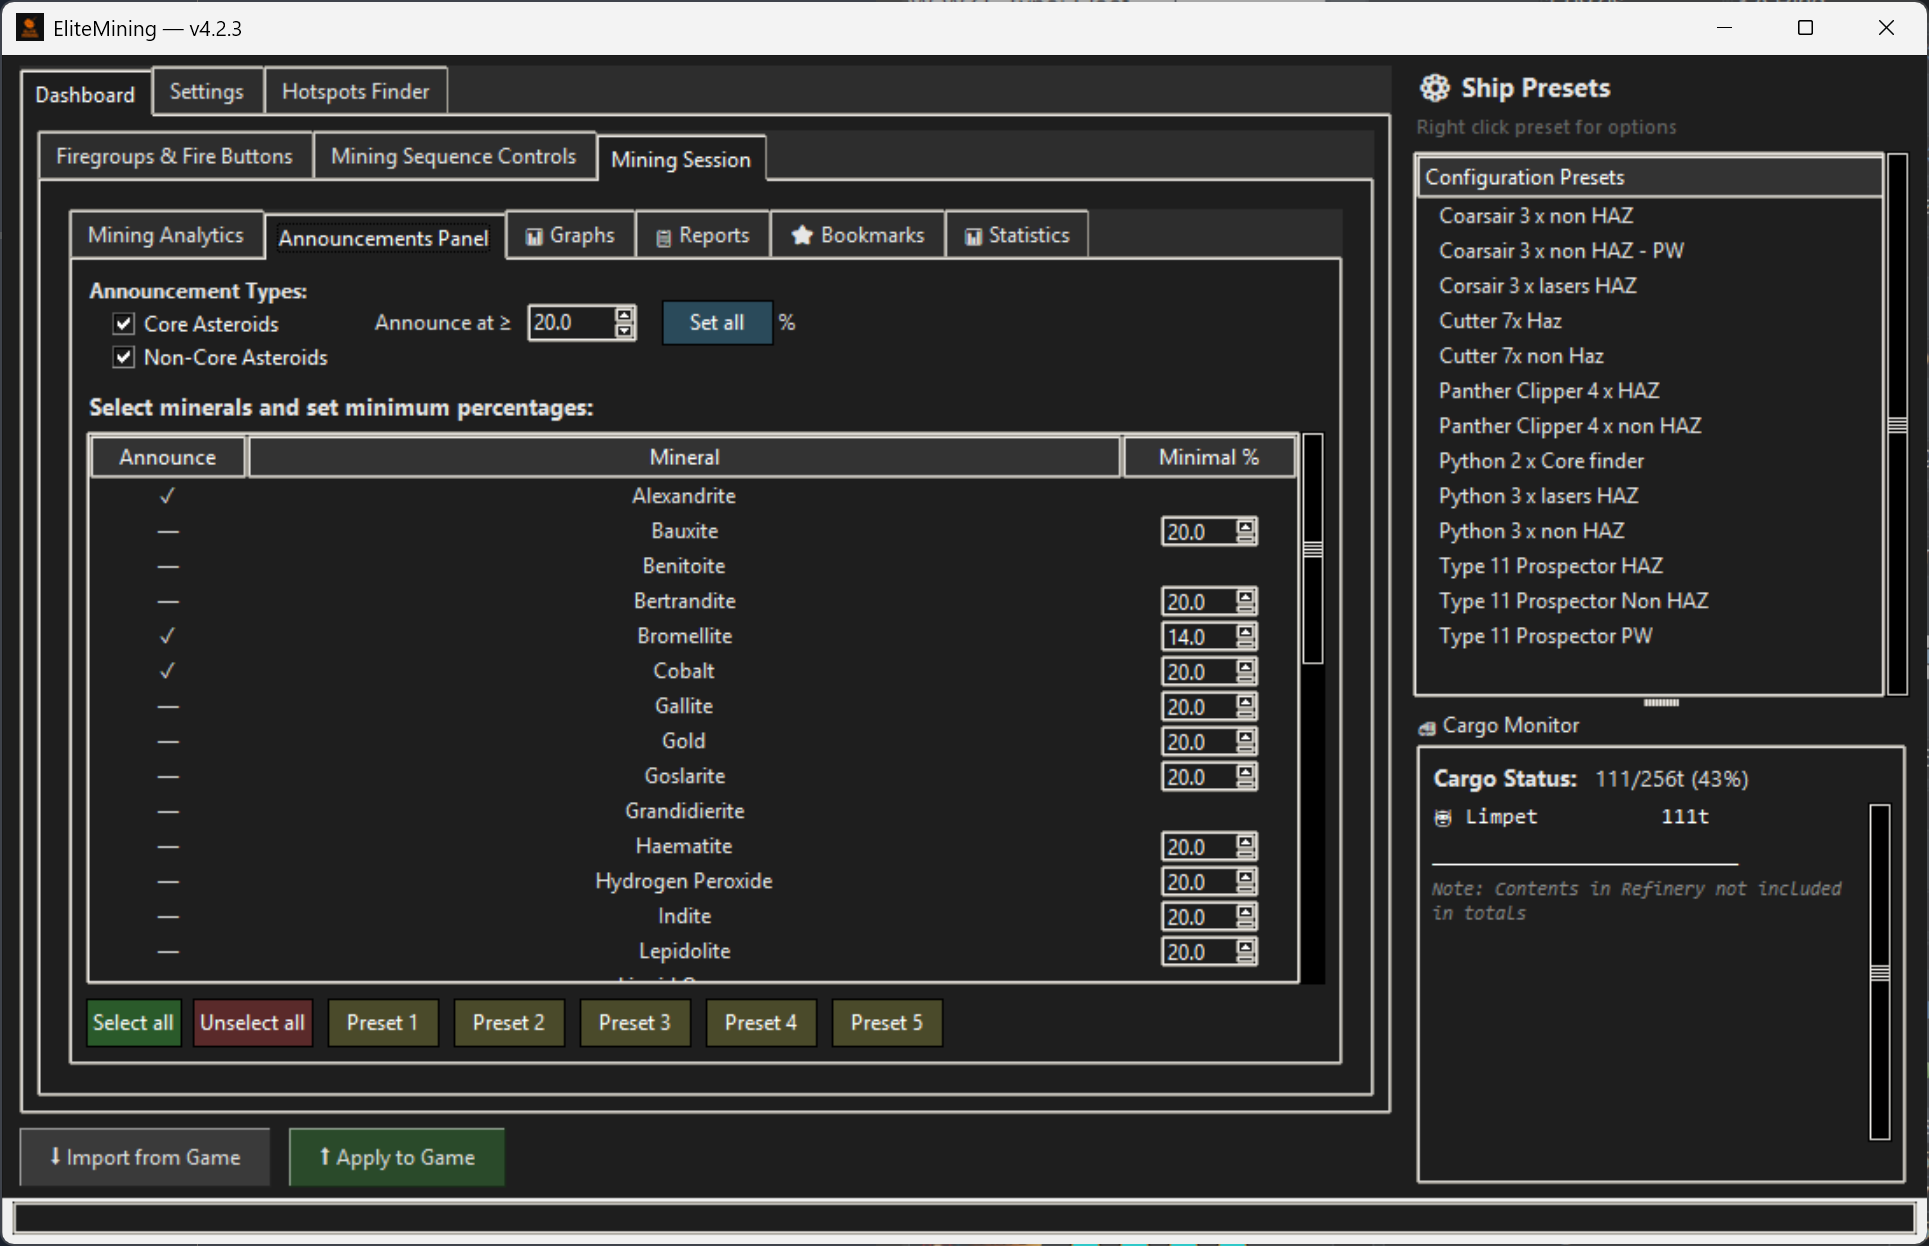 EliteMining — v4.2.3
Dashboard
Settings
Hotspots Finder
Firegroups & Fire Buttons
Mining Sequence Controls
Mining Session
Mining Analytics
Announcements Panel
Graphs
Reports
Bookmarks
Statistics
Announcement Types:
Core Asteroids
Announce at ≥
20.0
Set all
%
Non-Core Asteroids
Select minerals and set minimum percentages:
Announce
Mineral
Minimal %
✓ Alexandrite
— Bauxite 20.0
— Benitoite
— Bertrandite 20.0
✓ Bromellite 14.0
✓ Cobalt 20.0
— Gallite 20.0
— Gold 20.0
— Goslarite 20.0
— Grandidierite
— Haematite 20.0
— Hydrogen Peroxide 20.0
— Indite 20.0
— Lepidolite 20.0
Select all
Unselect all
Preset 1
Preset 2
Preset 3
Preset 4
Preset 5
Import from Game
Apply to Game
Ship Presets
Right click preset for options
Configuration Presets
Coarsair 3 x non HAZ
Coarsair 3 x non HAZ - PW
Corsair 3 x lasers HAZ
Cutter 7x Haz
Cutter 7x non Haz
Panther Clipper 4 x HAZ
Panther Clipper 4 x non HAZ
Python 2 x Core finder
Python 3 x lasers HAZ
Python 3 x non HAZ
Type 11 Prospector HAZ
Type 11 Prospector Non HAZ
Type 11 Prospector PW
Cargo Monitor
Cargo Status: 111/256t (43%)
Limpet 111t
Note: Contents in Refinery not included
in totals